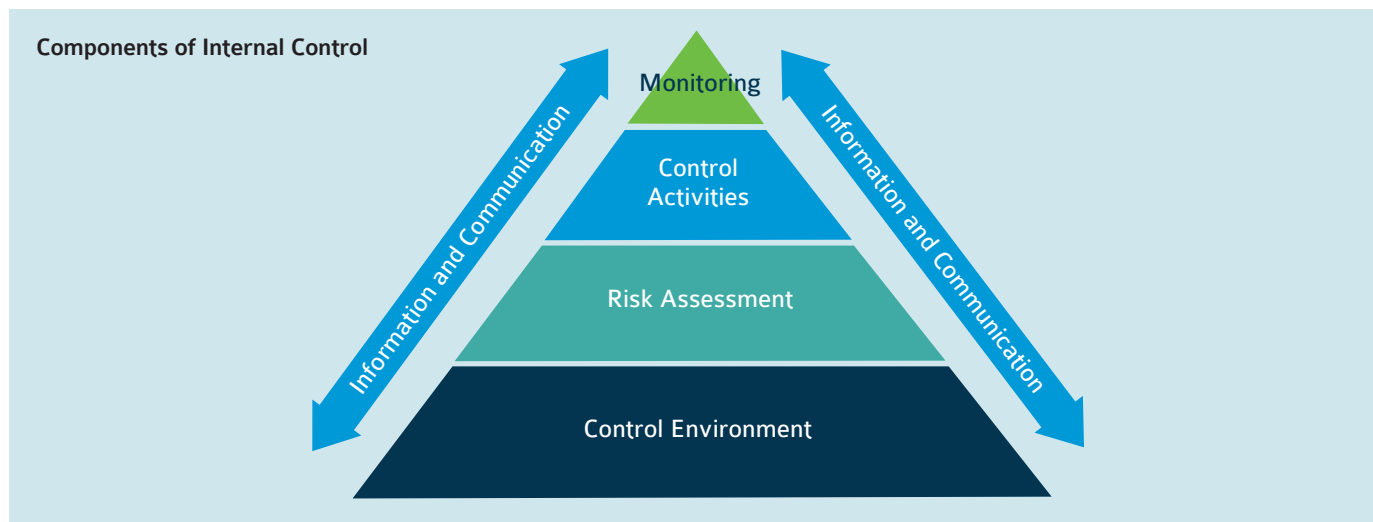 Components of Internal Control
Monitoring
Information and Communication
Information and Communication
Control
Activities
Risk Assessment
Control Environment